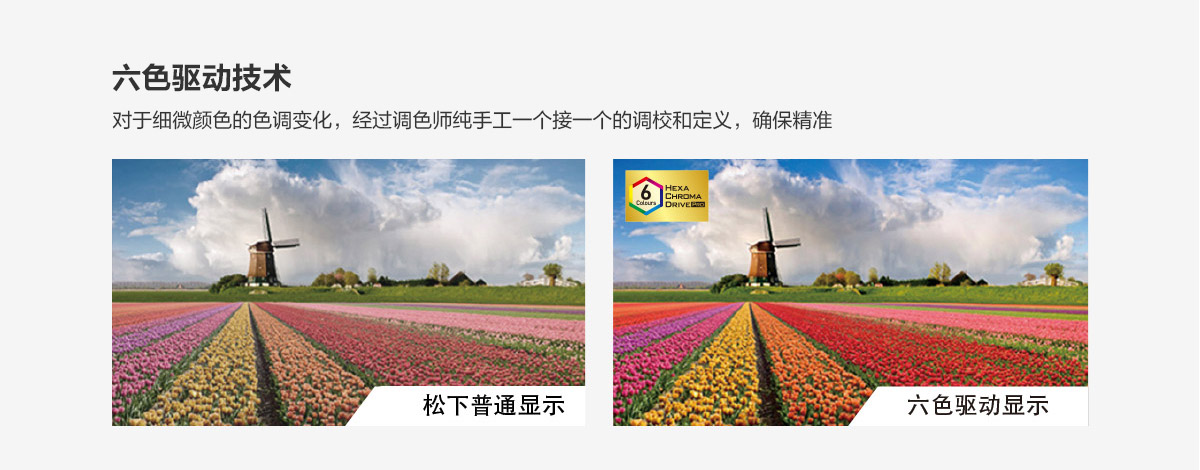 六色驱动技术
对于细微颜色的色调变化，经过调色师纯手工一个接一个的调校和定义，确保精准
6
Colours
HEXA
CHROMA
DRIVE PRO
松下普通显示
六色驱动显示